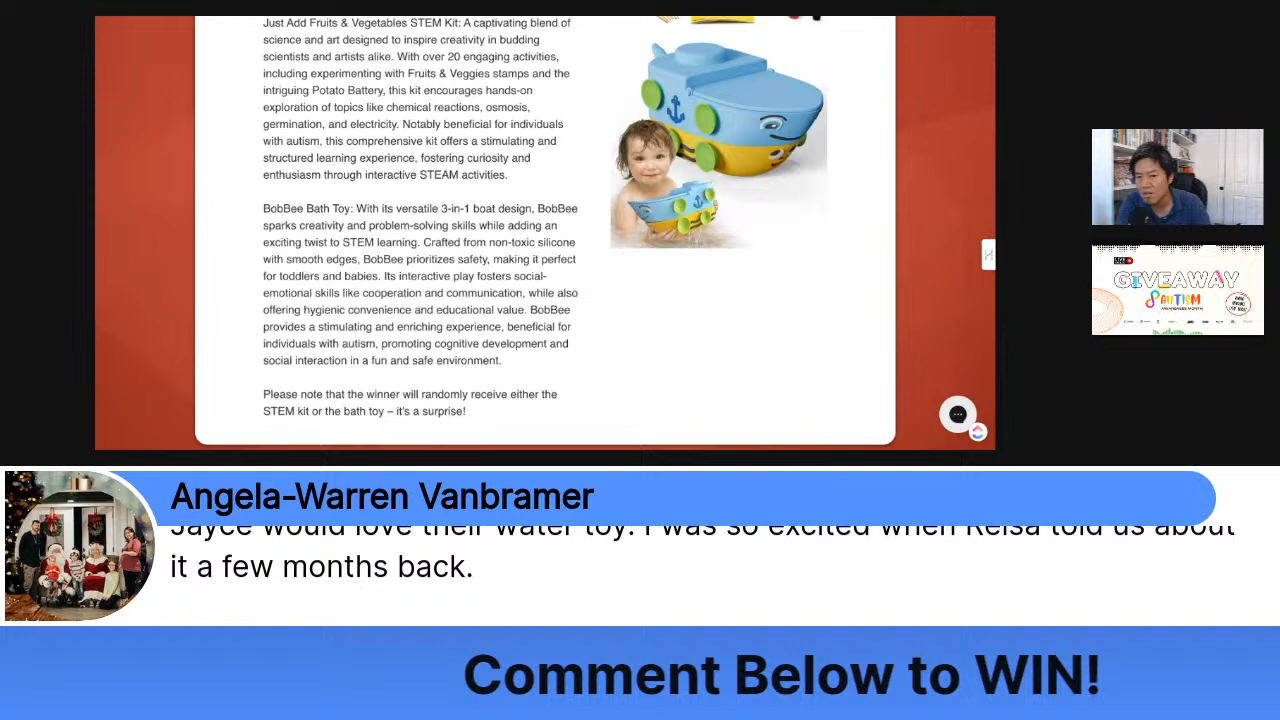 Just Add Fruits & Vegetables STEM Kit: A captivating blend of
science and art designed to inspire creativity in budding
scientists and artists alike. With over 20 engaging activities,
including experimenting with Fruits & Veggies stamps and the
intriguing Potato Battery, this kit encourages hands-on
exploration of topics like chemical reactions, osmosis,
germination, and electricity. Notably beneficial for individuals
with autism, this comprehensive kit offers a stimulating and
structured learning experience, fostering curiosity and
enthusiasm through interactive STEAM activities.
BobBee Bath Toy: With its versatile 3-in-1 boat design, BobBee
sparks creativity and problem-solving skills while adding an
exciting twist to STEM learning. Crafted from non-toxic silicone
with smooth edges, BobBee prioritizes safety, making it perfect
for toddlers and babies. Its interactive play fosters social-
emotional skills like cooperation and communication, while also
offering hygienic convenience and educational value. BobBee
provides a stimulating and enriching experience, beneficial for
individuals with autism, promoting cognitive development and
social interaction in a fun and safe environment.
Please note that the winner will randomly receive either the
STEM kit or the bath toy – it's a surprise!
GIVEAWAY
AUTISM
AWARENESS MONTH
Angela-Warren Vanbramer
Jayce would love their water toy. I was so excited when Reisa told us about
it a few months back.
Comment Below to WIN!